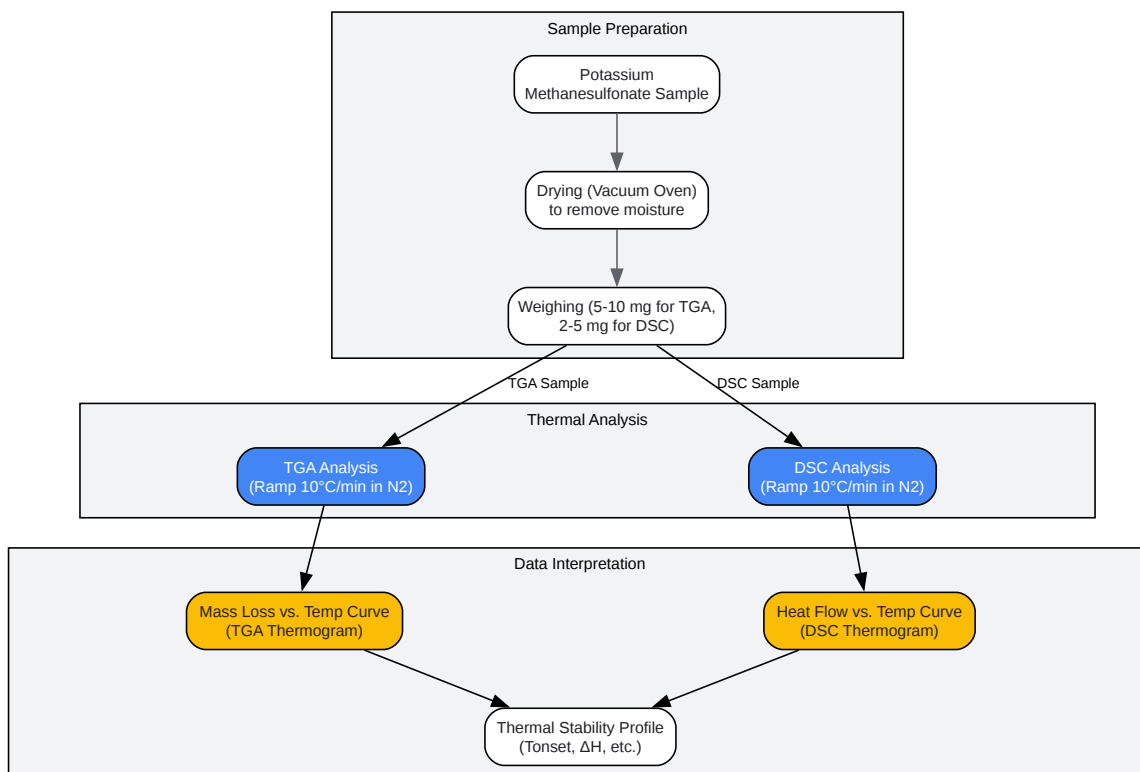 Sample Preparation
Potassium
Methanesulfonate Sample
Drying (Vacuum Oven)
to remove moisture
Weighing (5-10 mg for TGA,
2-5 mg for DSC)
TGA Sample
DSC Sample
Thermal Analysis
TGA Analysis
(Ramp 10°C/min in N2)
DSC Analysis
(Ramp 10°C/min in N2)
Data Interpretation
Mass Loss vs. Temp Curve
(TGA Thermogram)
Heat Flow vs. Temp Curve
(DSC Thermogram)
Thermal Stability Profile
(Tonset, ΔH, etc.)